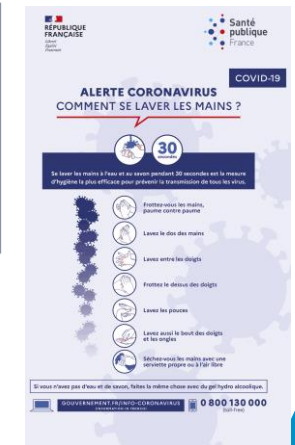 RÉPUBLIQUE
FRANÇAISE
Liberté
Égalité
Fraternité
Santé
publique
France
COVID-19
ALERTE CORONAVIRUS
COMMENT SE LAVER LES MAINS ?
30
secondes
Se laver les mains à l'eau et au savon pendant 30 secondes est la mesure
d'hygiène la plus efficace pour prévenir la transmission de tous les virus.
Frottez-vous les mains,
paume contre paume
Lavez le dos des mains
Lavez entre les doigts
Frottez le dessus des doigts
Lavez les pouces
Lavez aussi le bout des doigts
et les ongles
Séchez-vous les mains avec une
serviette propre ou à l'air libre
Si vous n'avez pas d'eau et de savon, faites la même chose avec du gel hydro alcoolique.
GOUVERNEMENT.FR/INFO-CORONAVIRUS
0 800 130 000
(toll-free)